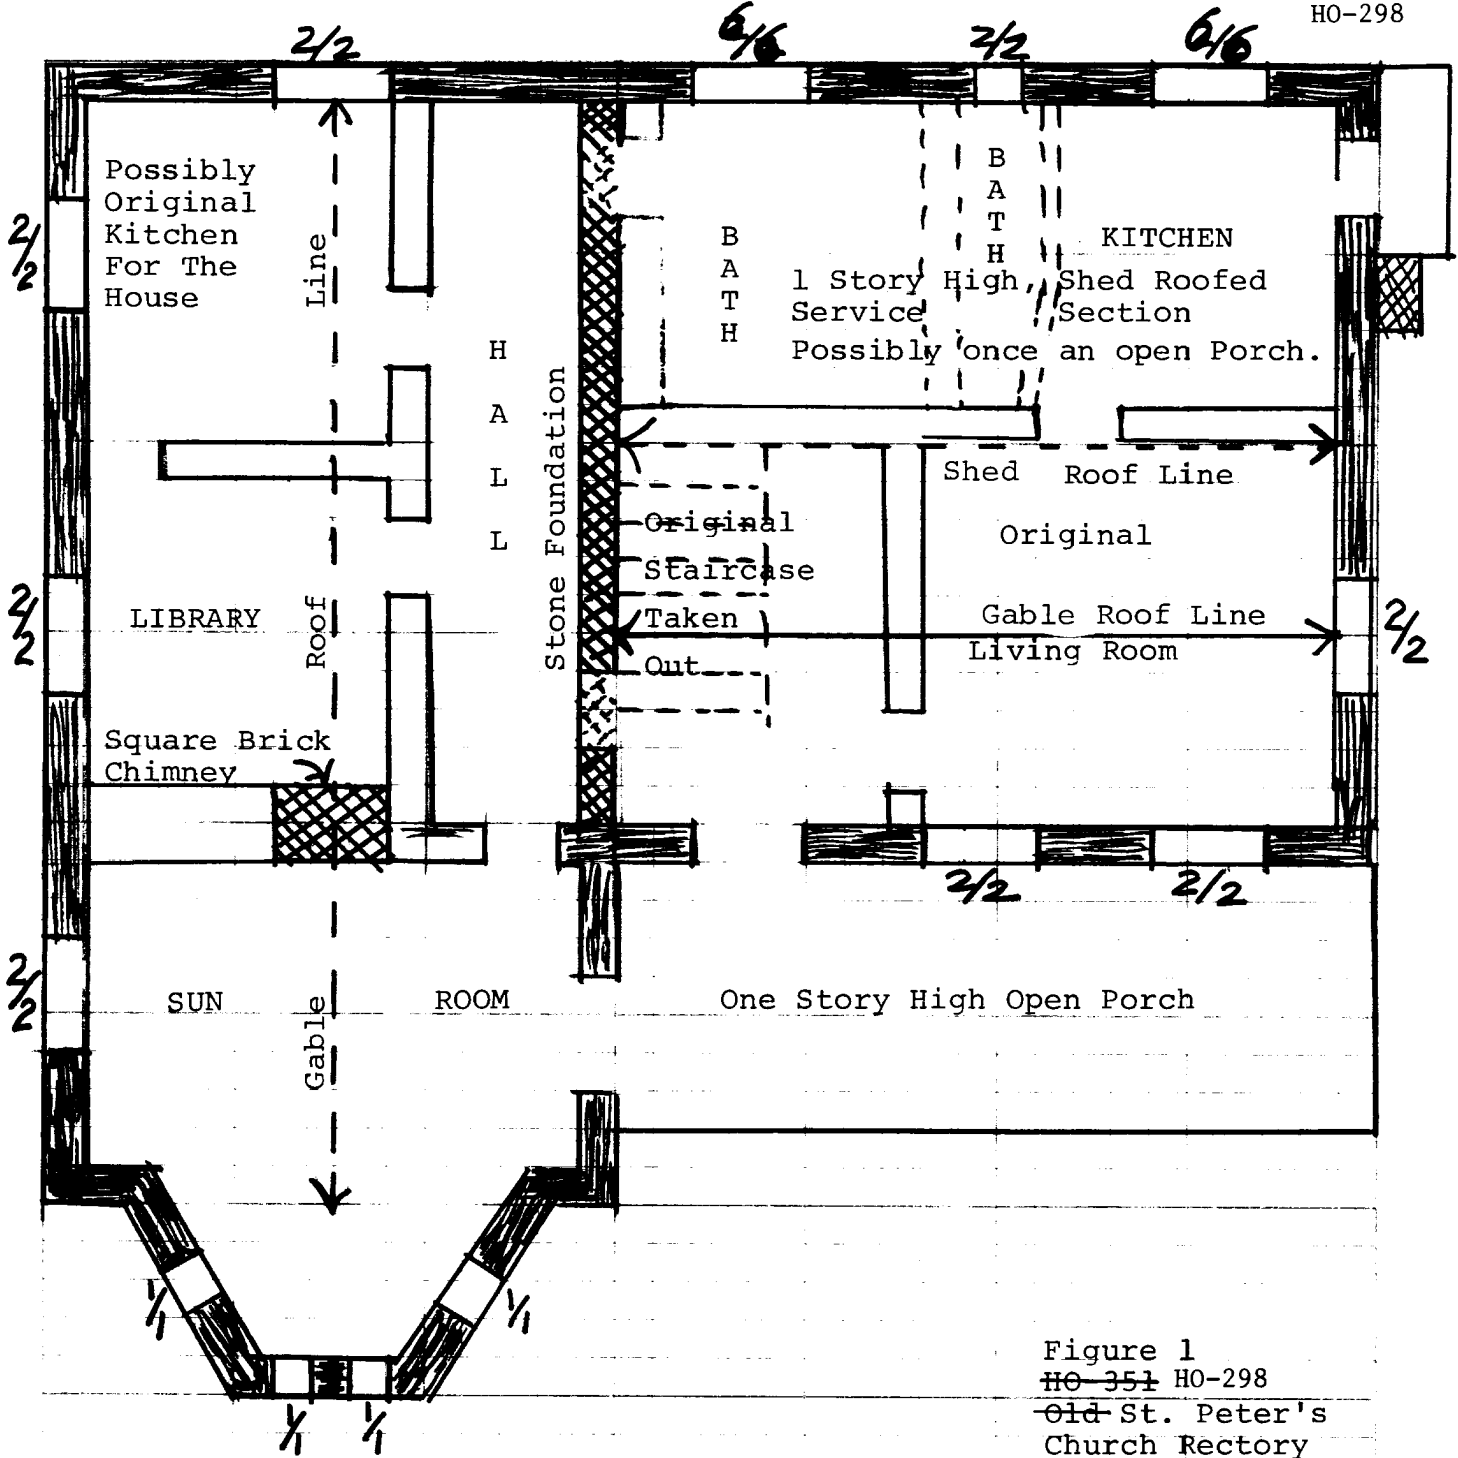 HO-298
2/2
6/6
2/2
6/6
Possibly
Original
Kitchen
For The
House
2/2
Line
HALL
BATH
BATH
KITCHEN
1 Story High, Shed Roofed
Service Section
Possibly once an open Porch.
Stone Foundation
Shed Roof Line
Original
Staircase
Taken
Out
Original
Gable Roof Line
Living Room
2/2
2/2
LIBRARY
Roof
Square Brick
Chimney
2/2
2/2
2/2
SUN ROOM
Gable
One Story High Open Porch
1/1
1/1
1/1
1/1
Figure 1
HO-351 HO-298
Old St. Peter's
Church Rectory